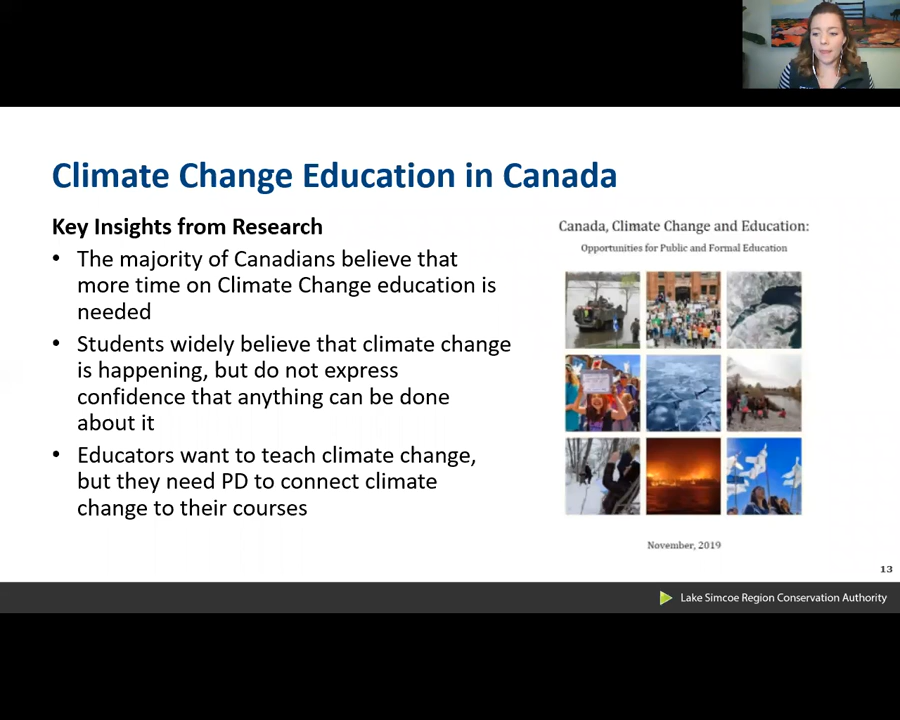 Climate Change Education in Canada
Key Insights from Research
• The majority of Canadians believe that
more time on Climate Change education is
needed
• Students widely believe that climate change
is happening, but do not express
confidence that anything can be done
about it
• Educators want to teach climate change,
but they need PD to connect climate
change to their courses
Canada, Climate Change and Education:
Opportunities for Public and Formal Education
November, 2019
13
Lake Simcoe Region Conservation Authority